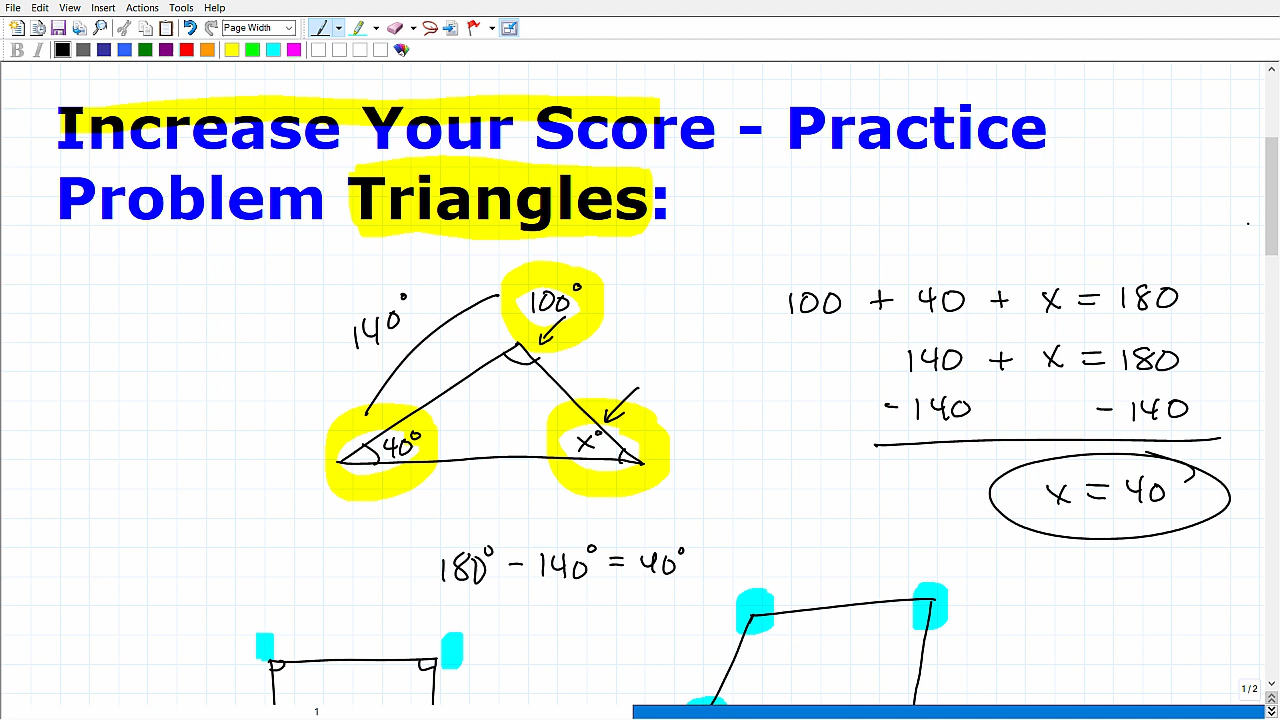 File Edit View Insert Actions Tools Help
Page Width
B I
Increase Your Score - Practice
Problem Triangles:
140°
100°
40°
x°
180° - 140° = 40°
100 + 40 + x = 180
140 + x = 180
- 140 - 140
x = 40
1/2
1